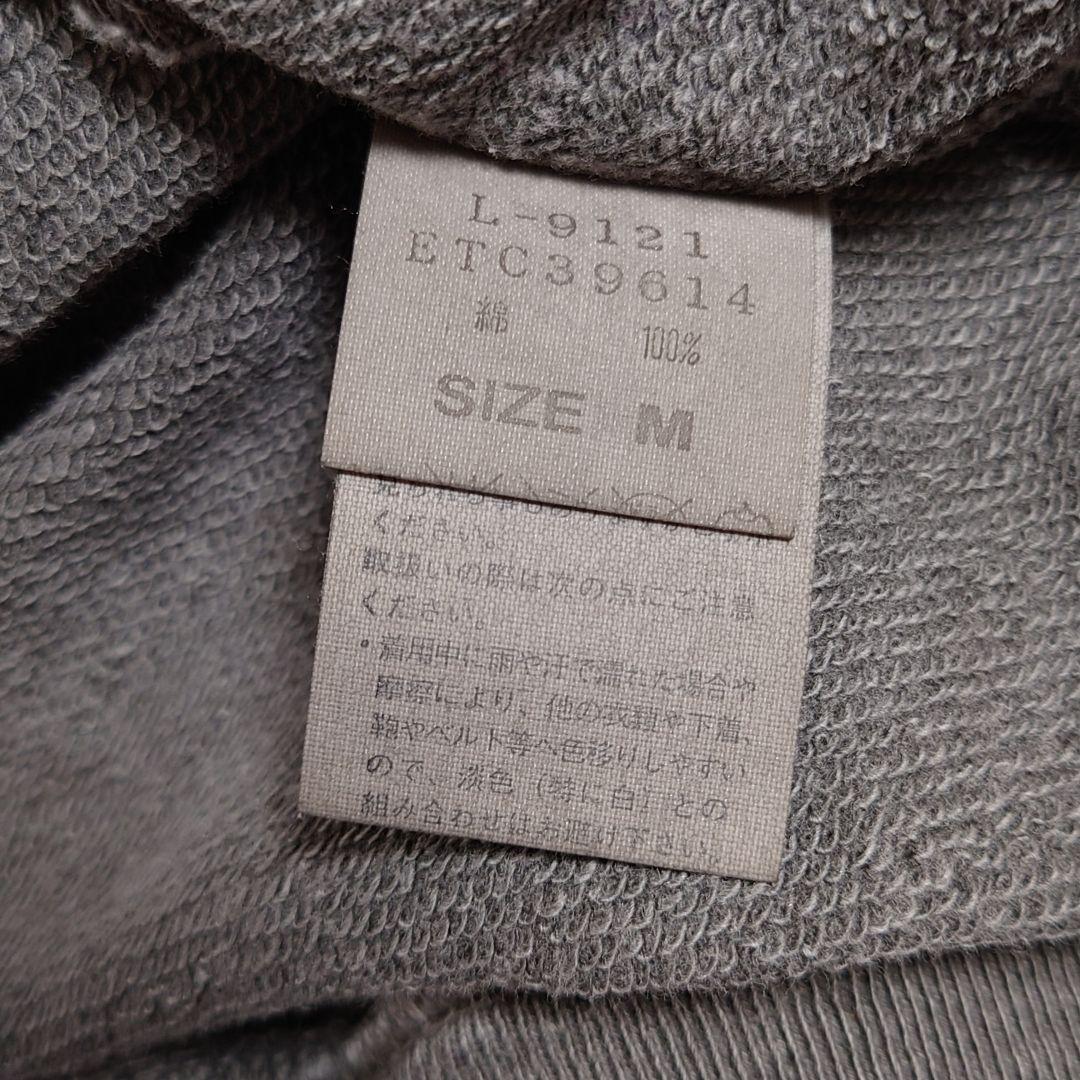 L-9121
ETC39614
綿 100%
SIZE M
ください。
取扱いの際は次の点にご注意
ください。
・着用中に雨や汗で濡れた場合や
摩擦により、他の衣類や下着、
鞄やベルト等へ色移りしやすい
ので、淡色（特に白）との
組み合わせはお避け下さい。